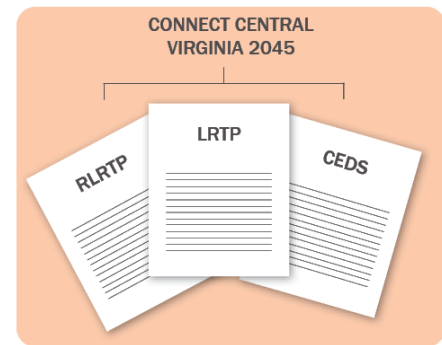 CONNECT CENTRAL
VIRGINIA 2045
RLRTP
LRTP
CEDS